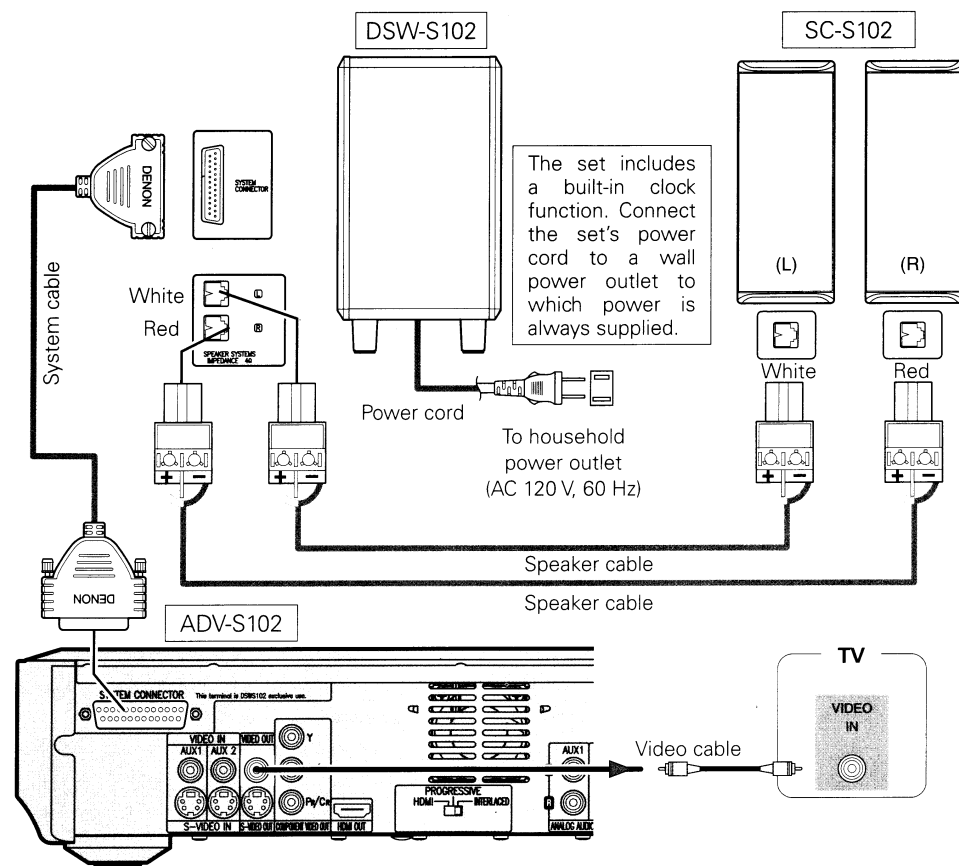 DSW-S102
SC-S102
DENON
SYSTEM
CONNECTOR
System cable
The set includes
a built-in clock
function. Connect
the set's power
cord to a wall
power outlet to
which power is
always supplied.
(L)
(R)
White
L
Red
R
SPEAKER SYSTEMS
IMPEDANCE 4Ω
White
Red
Power cord
To household
power outlet
(AC 120 V, 60 Hz)
+ −
+ −
+ −
+ −
Speaker cable
Speaker cable
DENON
ADV-S102
SYSTEM CONNECTOR This terminal is DSWS102 exclusive use.
TV
VIDEO
IN
Video cable
VIDEO IN VIDEO OUT
AUX1 AUX 2
Y
PR/CR
AUX1
PROGRESSIVE
HDMI INTERLACED
R
S-VIDEO IN S-VIDEO OUT COMPONENT VIDEO OUT HDMI OUT
ANALOG AUDIO